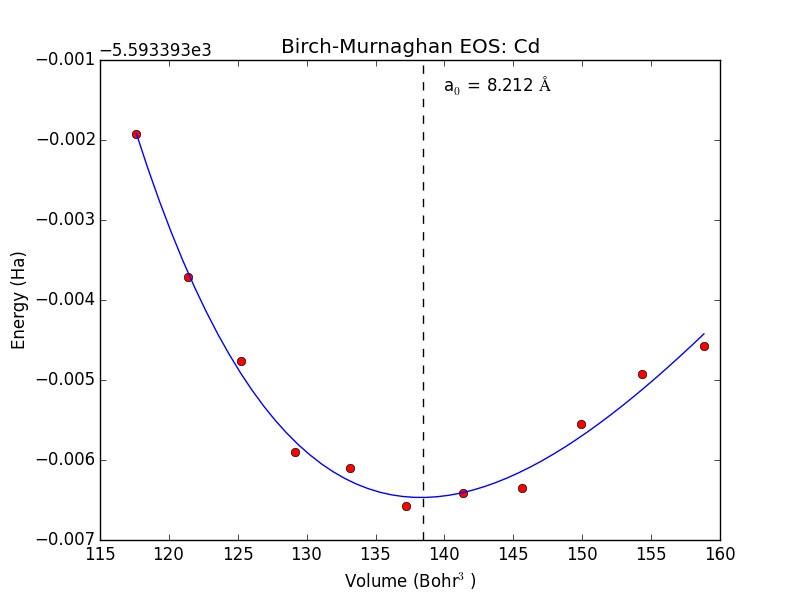 Birch-Murnaghan EOS: Cd
−5.593393e3
a₀ = 8.212 Å
−0.001
−0.002
−0.003
−0.004
−0.005
−0.006
−0.007
Energy (Ha)
115 120 125 130 135 140 145 150 155 160
Volume (Bohr³ )